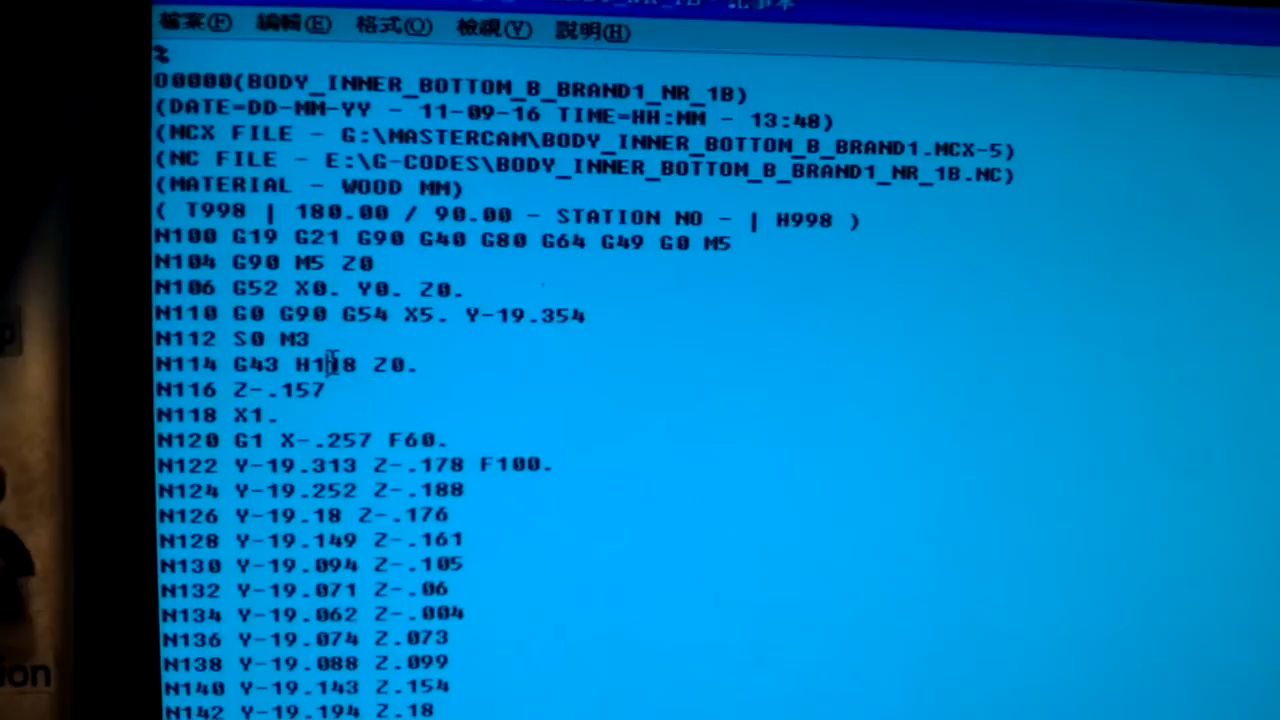 檔案(F) 編輯(E) 格式(O) 檢視(V) 說明(H)
%
O0000(BODY_INNER_BOTTOM_B_BRAND1_NR_1B)
(DATE=DD-MM-YY - 11-09-16 TIME=HH:MM - 13:48)
(MCX FILE - G:\MASTERCAM\BODY_INNER_BOTTOM_B_BRAND1.MCX-5)
(NC FILE - E:\G-CODES\BODY_INNER_BOTTOM_B_BRAND1_NR_1B.NC)
(MATERIAL - WOOD MM)
( T998 | 180.00 / 90.00 - STATION NO - | H998 )
N100 G19 G21 G90 G40 G80 G64 G49 G0 M5
N104 G90 M5 Z0
N106 G52 X0. Y0. Z0.
N110 G0 G90 G54 X5. Y-19.354
N112 S0 M3
N114 G43 Z0.
N116 Z-.157
N118 X1.
N120 G1 X-.257 F60.
N122 Y-19.313 Z-.178 F100.
N124 Y-19.252 Z-.188
N126 Y-19.18 Z-.176
N128 Y-19.149 Z-.161
N130 Y-19.094 Z-.105
N132 Y-19.071 Z-.06
N134 Y-19.062 Z-.004
N136 Y-19.074 Z.073
N138 Y-19.088 Z.099
N140 Y-19.143 Z.154
N142 Y-19.194 Z.18